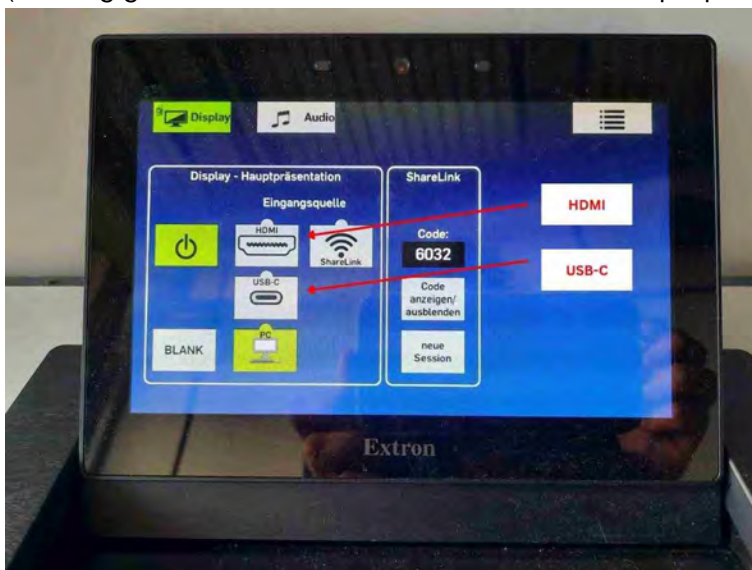 Display
Audio
Display - Hauptpräsentation
Eingangsquelle
HDMI
ShareLink
USB-C
BLANK
PC
ShareLink
Code:
6032
Code
anzeigen/
ausblenden
neue
Session
HDMI
USB-C
Extron